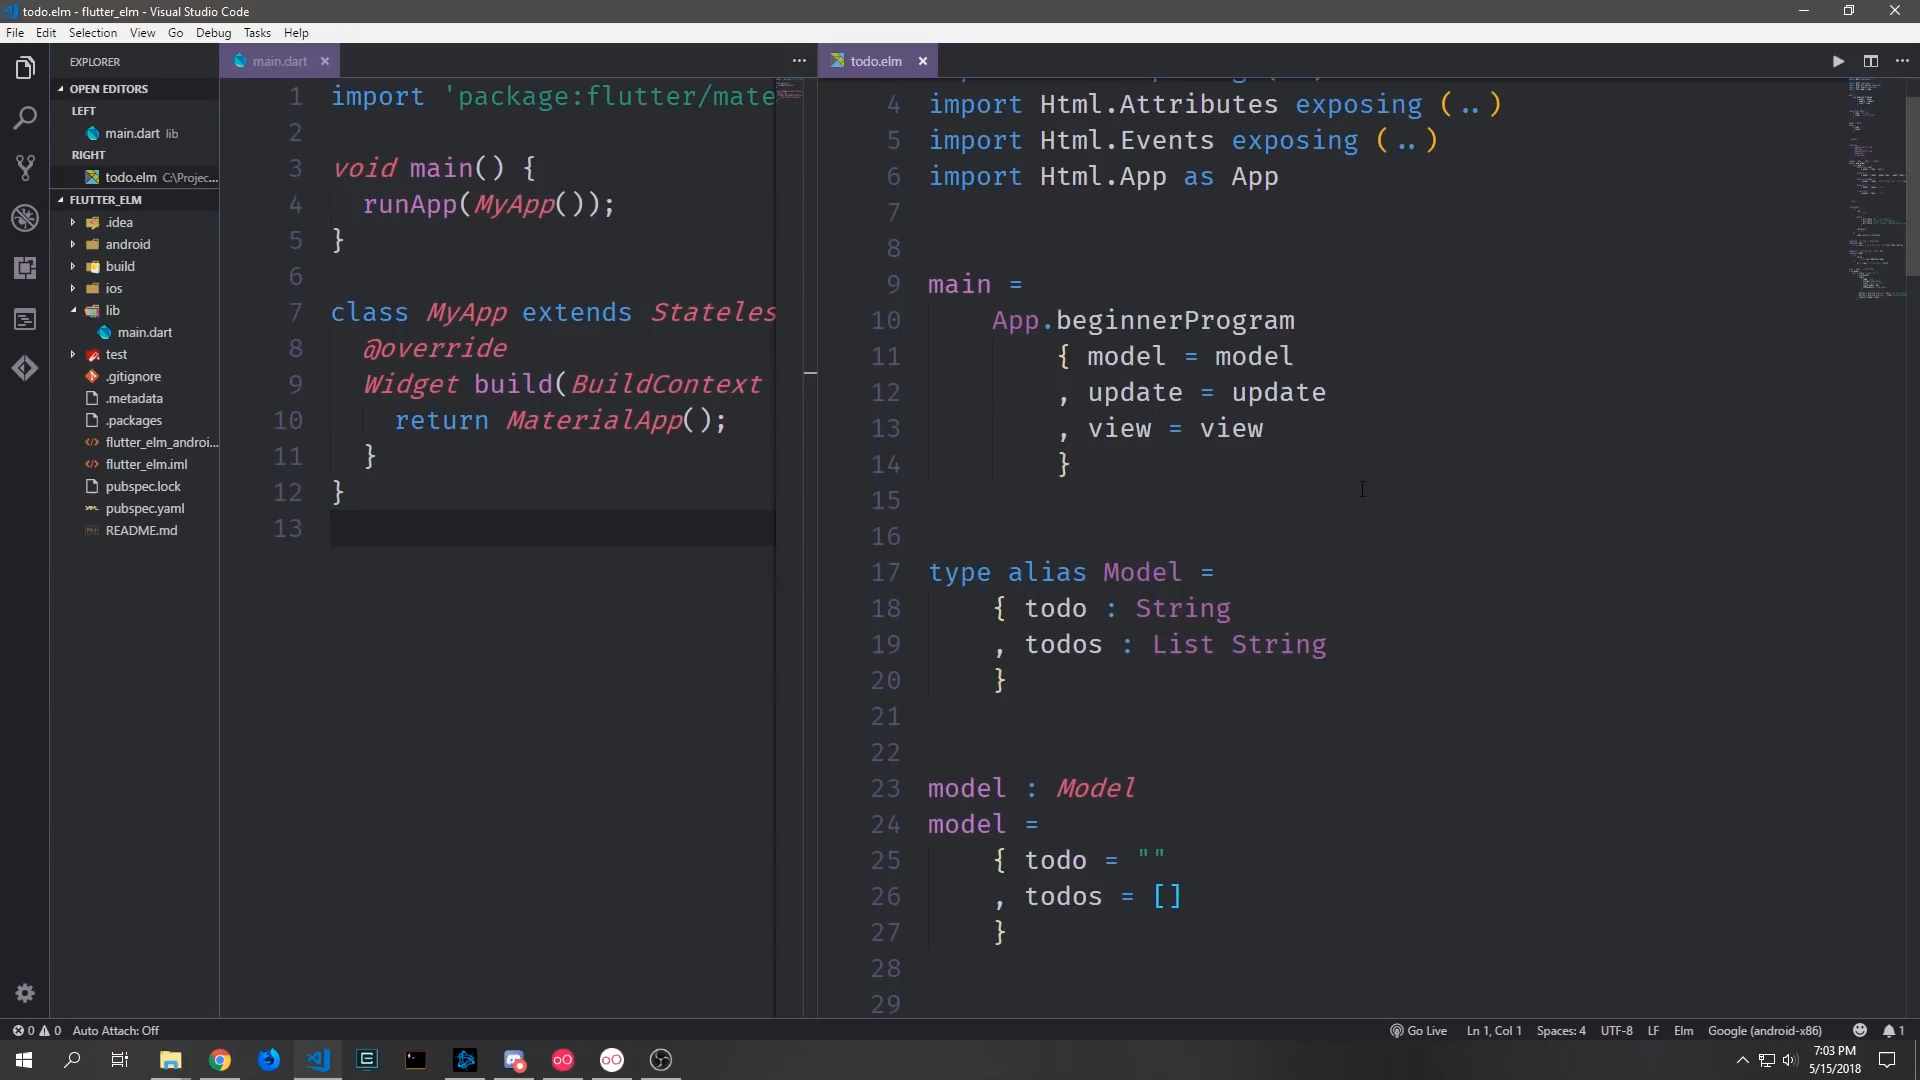 todo.elm - flutter_elm - Visual Studio Code
File Edit Selection View Go Debug Tasks Help
EXPLORER
OPEN EDITORS
LEFT
main.dart lib
RIGHT
todo.elm C:\Projec...
FLUTTER_ELM
.idea
android
build
ios
lib
main.dart
test
.gitignore
.metadata
.packages
flutter_elm_androi...
flutter_elm.iml
pubspec.lock
pubspec.yaml
README.md
main.dart
1 import 'package:flutter/mate
2
3 void main() {
4 runApp(MyApp());
5 }
6
7 class MyApp extends Stateles
8 @override
9 Widget build(BuildContext
10 return MaterialApp();
11 }
12 }
13
todo.elm
4 import Html.Attributes exposing (..)
5 import Html.Events exposing (..)
6 import Html.App as App
7
8
9 main =
10 App.beginnerProgram
11 { model = model
12 , update = update
13 , view = view
14 }
15
16
17 type alias Model =
18 { todo : String
19 , todos : List String
20 }
21
22
23 model : Model
24 model =
25 { todo = ""
26 , todos = []
27 }
28
29
0 0 Auto Attach: Off
Go Live Ln 1, Col 1 Spaces: 4 UTF-8 LF Elm Google (android-x86) 1
7:03 PM
5/15/2018